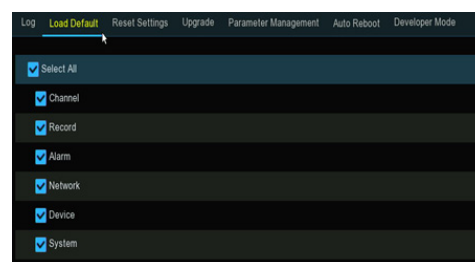 Log Load Default Reset Settings Upgrade Parameter Management Auto Reboot Developer Mode
Select All
Channel
Record
Alarm
Network
Device
System